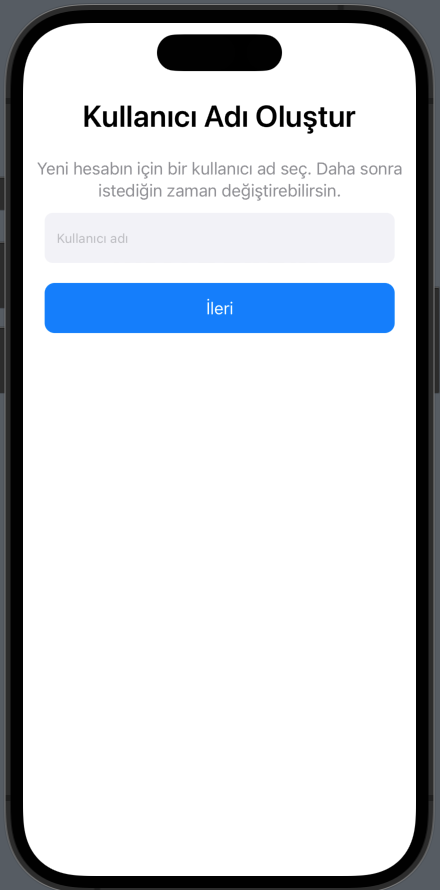 Kullanıcı Adı Oluştur
Yeni hesabın için bir kullanıcı ad seç. Daha sonra
istediğin zaman değiştirebilirsin.
Kullanıcı adı
İleri